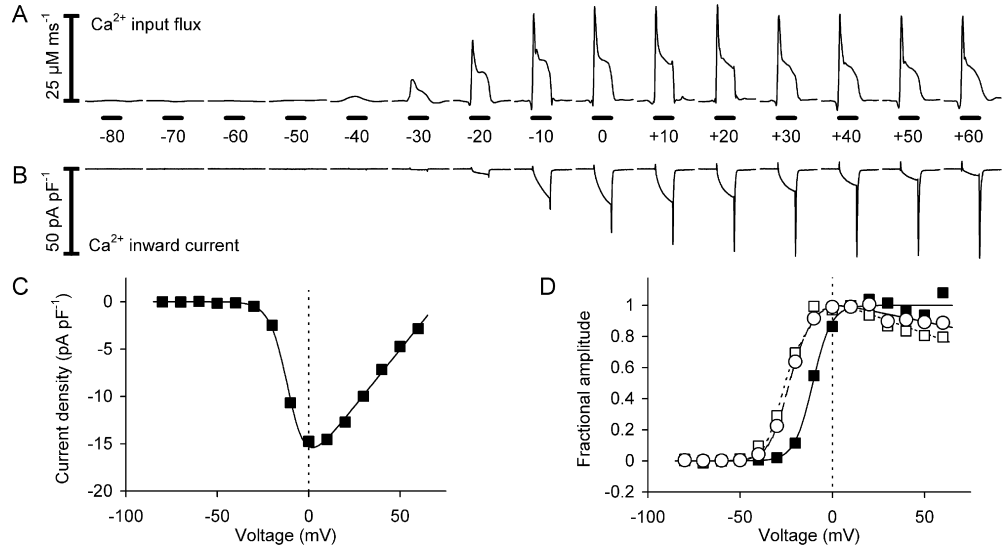 A
Ca²⁺ input flux
25 µM ms⁻¹
-80 -70 -60 -50 -40 -30 -20 -10 0 +10 +20 +30 +40 +50 +60
B
50 pA pF⁻¹
Ca²⁺ inward current
C
D
Current density (pA pF⁻¹)
0
-5
-10
-15
-20
-100 -50 0 50
Voltage (mV)
Fractional amplitude
1
0.8
0.6
0.4
0.2
0
-0.2
-100 -50 0 50
Voltage (mV)